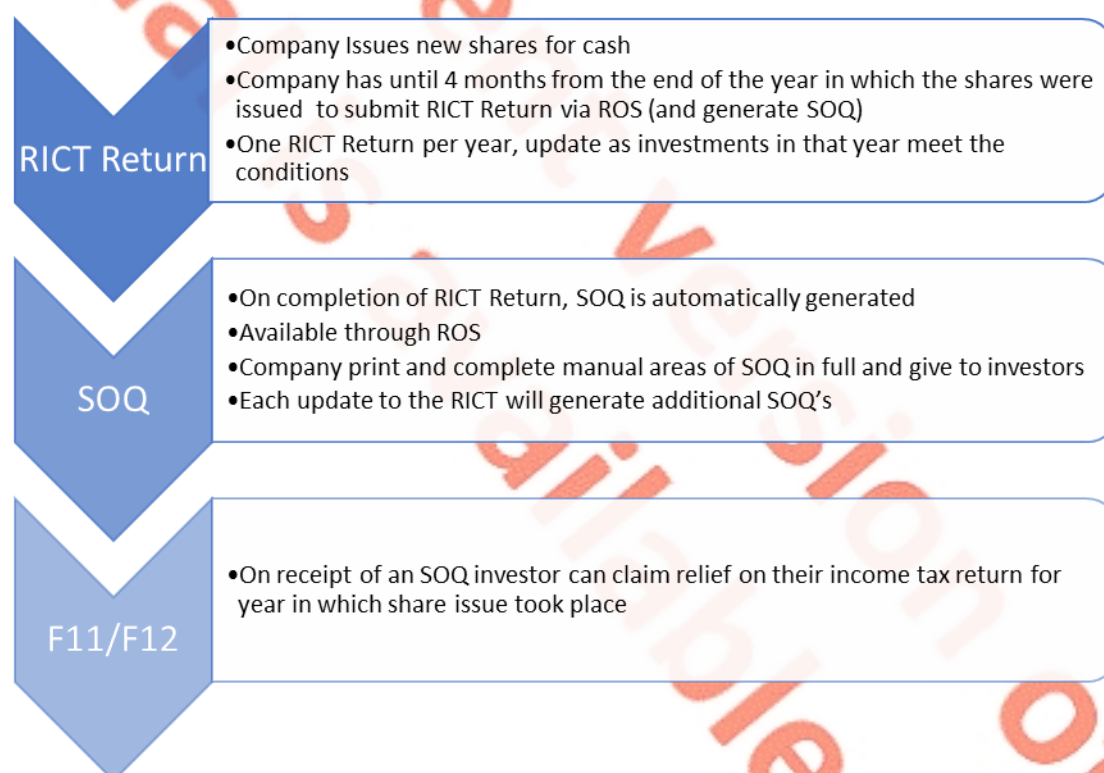 RICT Return
•Company Issues new shares for cash
•Company has until 4 months from the end of the year in which the shares were
issued to submit RICT Return via ROS (and generate SOQ)
•One RICT Return per year, update as investments in that year meet the
conditions
SOQ
•On completion of RICT Return, SOQ is automatically generated
•Available through ROS
•Company print and complete manual areas of SOQ in full and give to investors
•Each update to the RICT will generate additional SOQ's
F11/F12
•On receipt of an SOQ investor can claim relief on their income tax return for
year in which share issue took place
is available
version